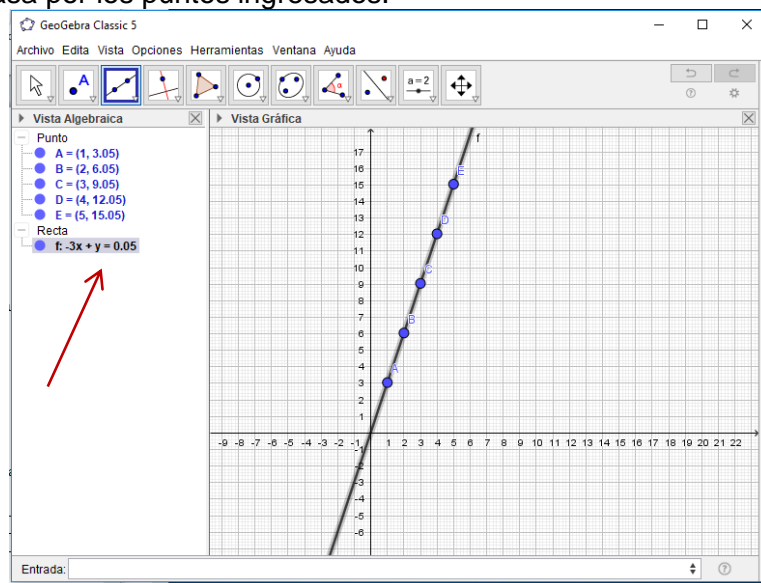 asa por los puntos ingresados.
GeoGebra Classic 5
Archivo Edita Vista Opciones Herramientas Ventana Ayuda
A
α
a=2
Vista Algebraica
Vista Gráfica
Punto
A = (1, 3.05)
B = (2, 6.05)
C = (3, 9.05)
D = (4, 12.05)
E = (5, 15.05)
Recta
f: -3x + y = 0.05
f
17
16
E
15
14
13
D
12
11
10
C
9
8
7
B
6
5
4
A
3
2
1
-9 -8 -7 -6 -5 -4 -3 -2 -1 1 2 3 4 5 6 7 8 9 10 11 12 13 14 15 16 17 18 19 20 21 22
-1
-2
-3
-4
-5
-6
Entrada: